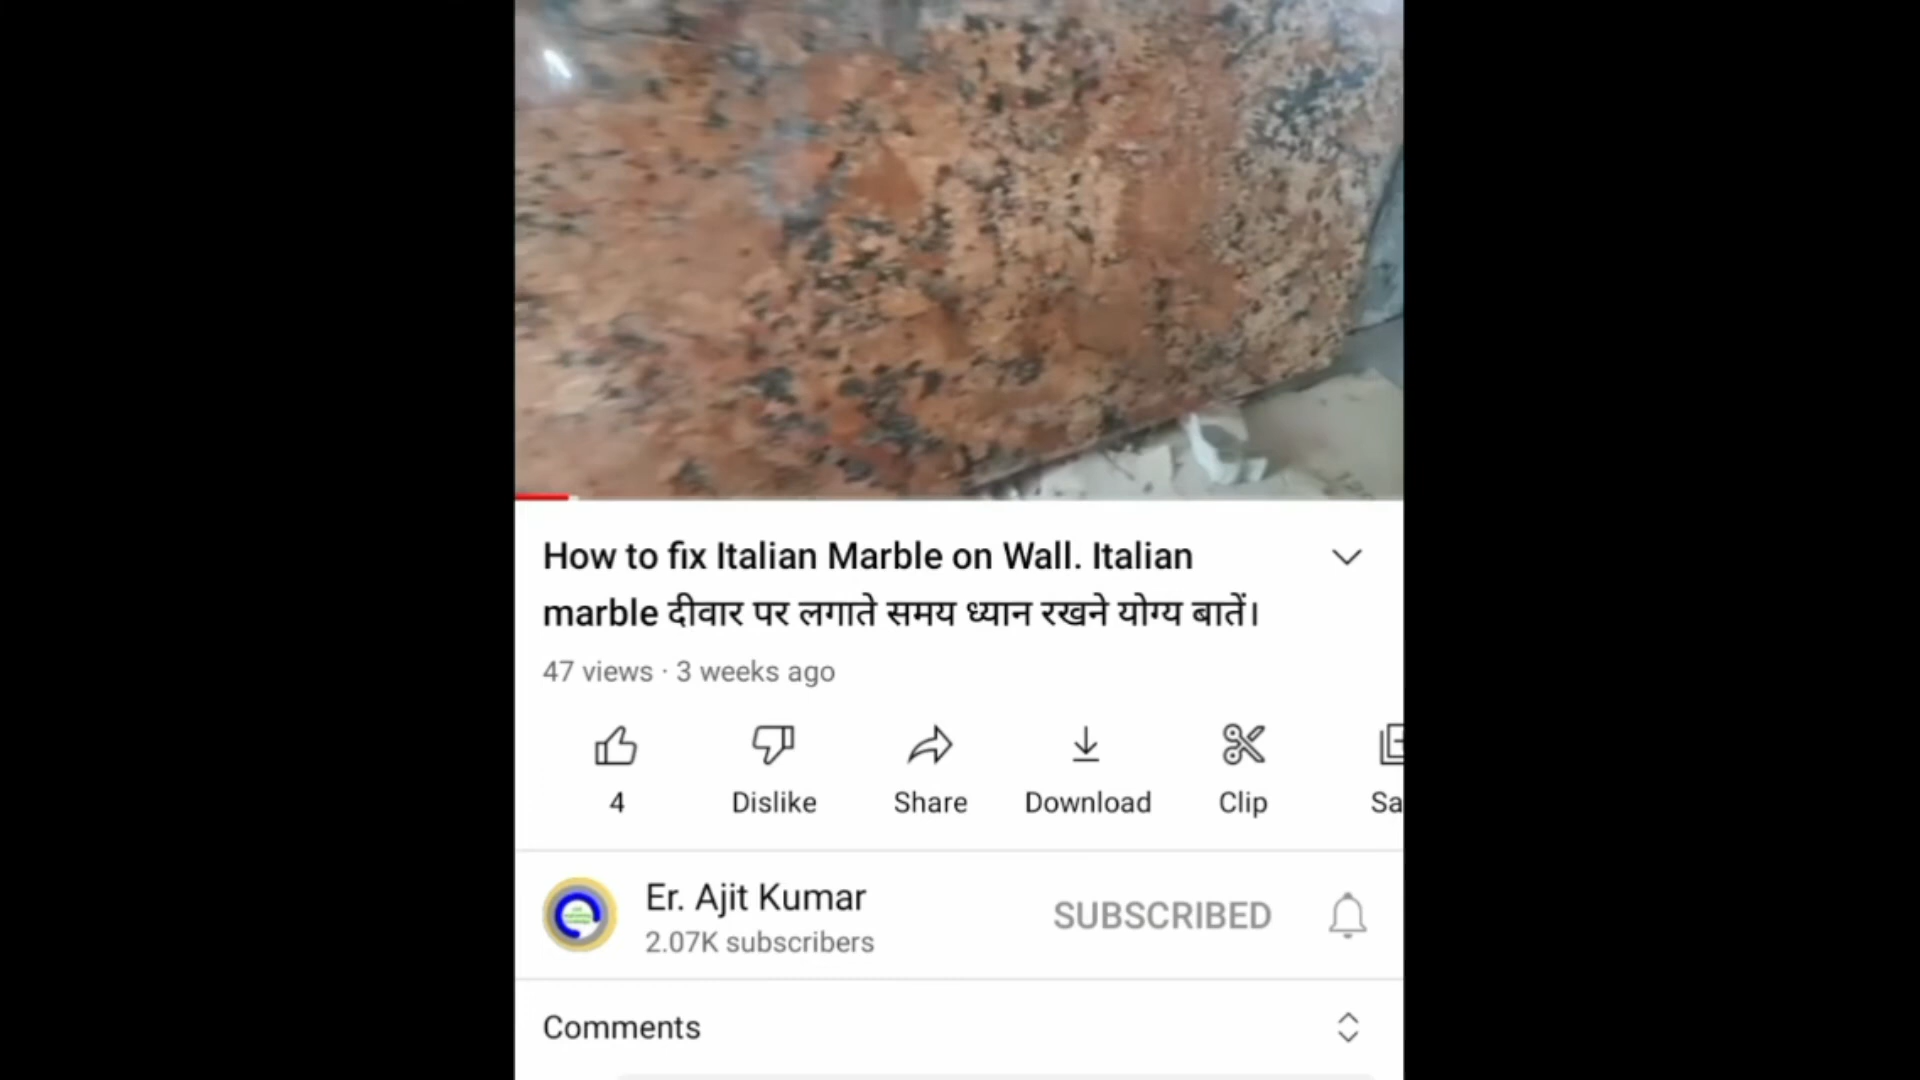 How to fix Italian Marble on Wall. Italian
marble दीवार पर लगाते समय ध्यान रखने योग्य बातें।
47 views · 3 weeks ago
4
Dislike
Share
Download
Clip
Sa
Er. Ajit Kumar
2.07K subscribers
SUBSCRIBED
Comments